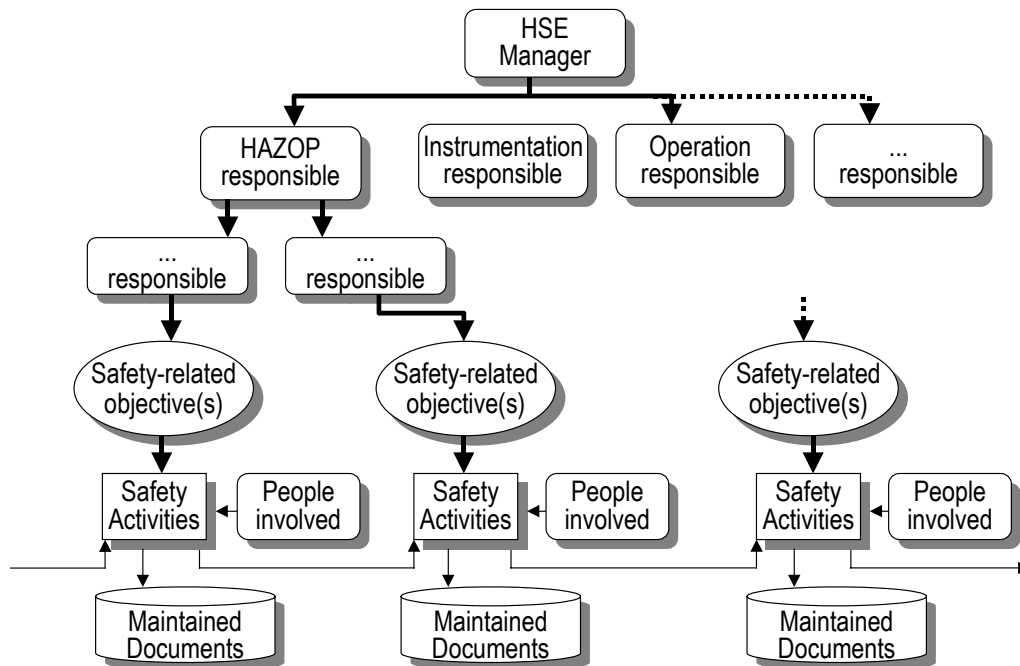 HSE
Manager
HAZOP
responsible
Instrumentation
responsible
Operation
responsible
...
responsible
...
responsible
...
responsible
Safety-related
objective(s)
Safety-related
objective(s)
Safety-related
objective(s)
Safety
Activities
People
involved
Safety
Activities
People
involved
Safety
Activities
People
involved
Maintained
Documents
Maintained
Documents
Maintained
Documents